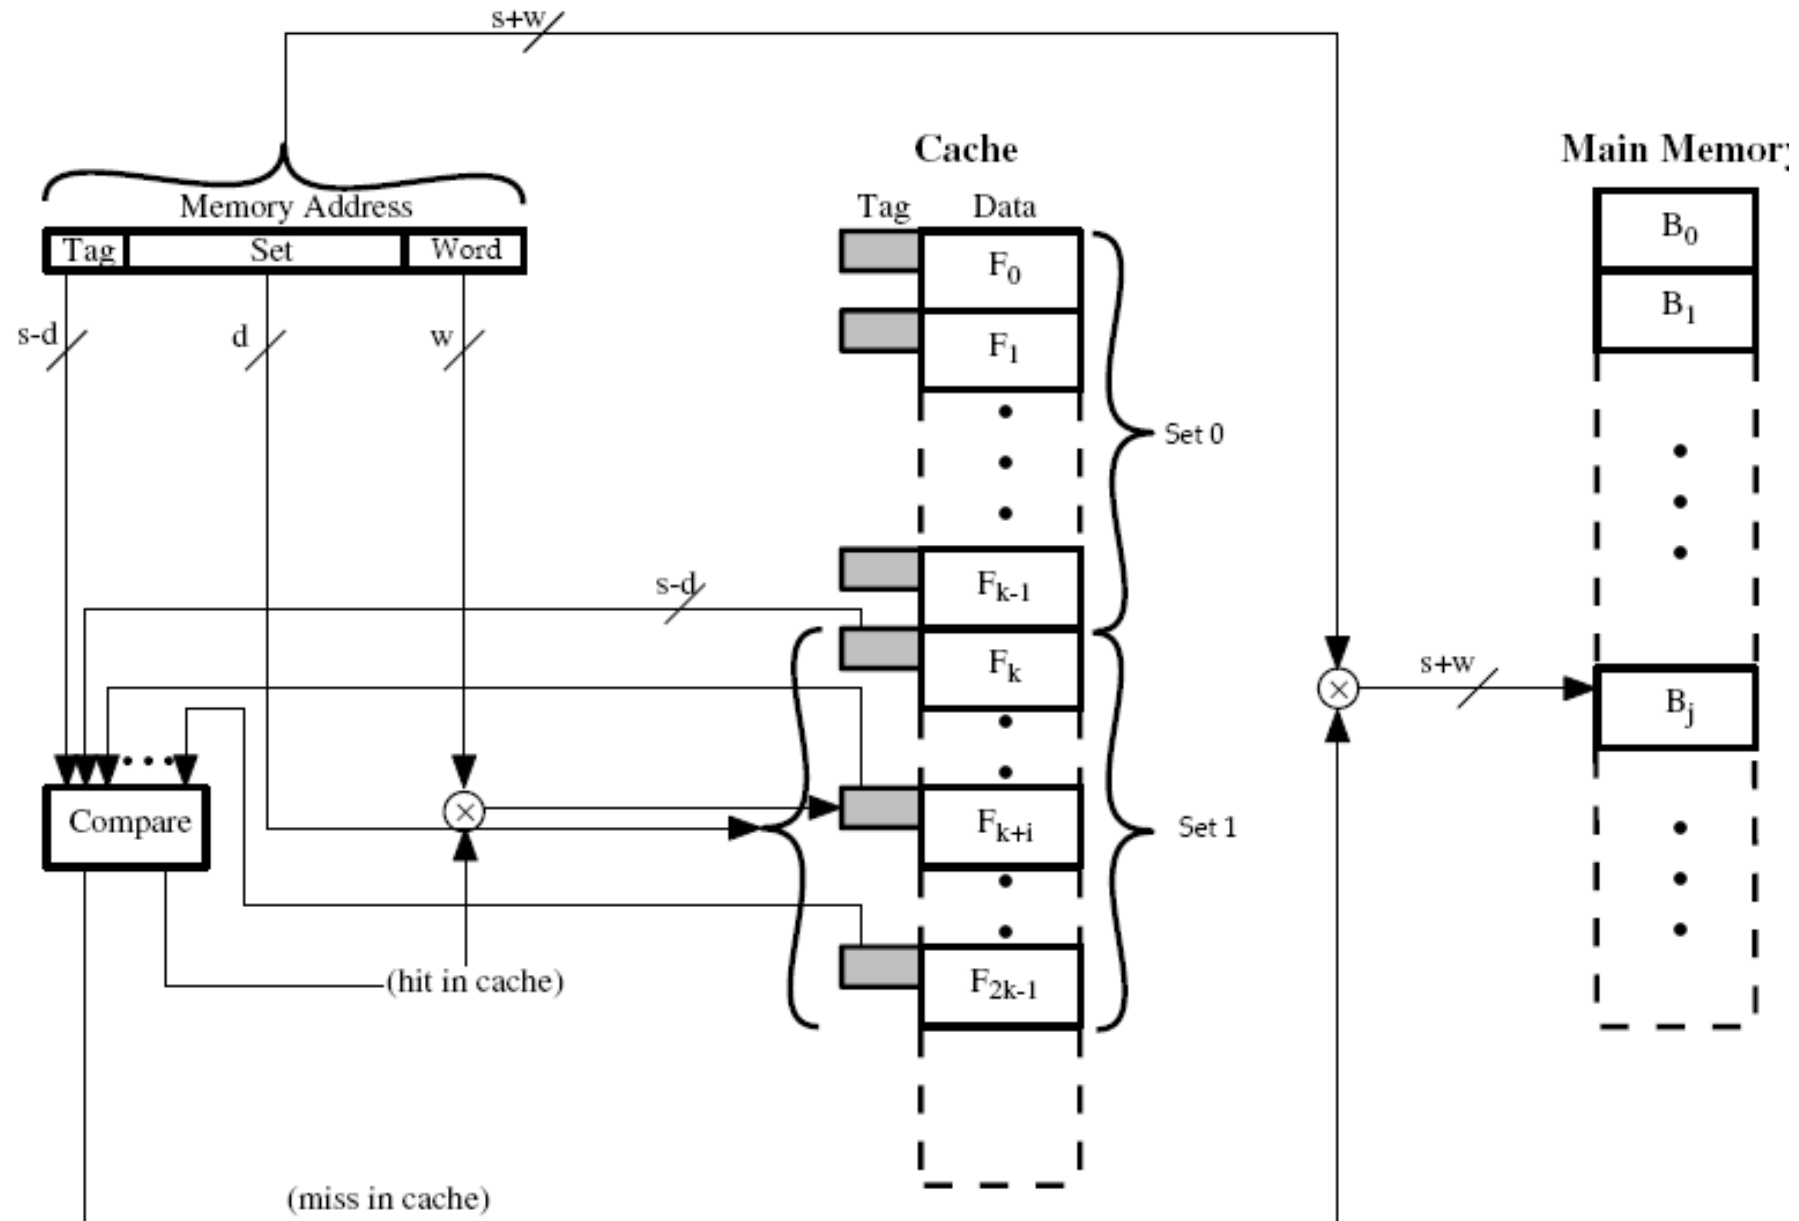 s+w
Cache
Main Memory
Memory Address
Tag Data
Tag Set Word
B0
F0
B1
s-d d w
F1
Set 0
Fk-1
s-d
Fk
s+w
Bj
Compare
Fk+i
Set 1
(hit in cache)
F2k-1
(miss in cache)